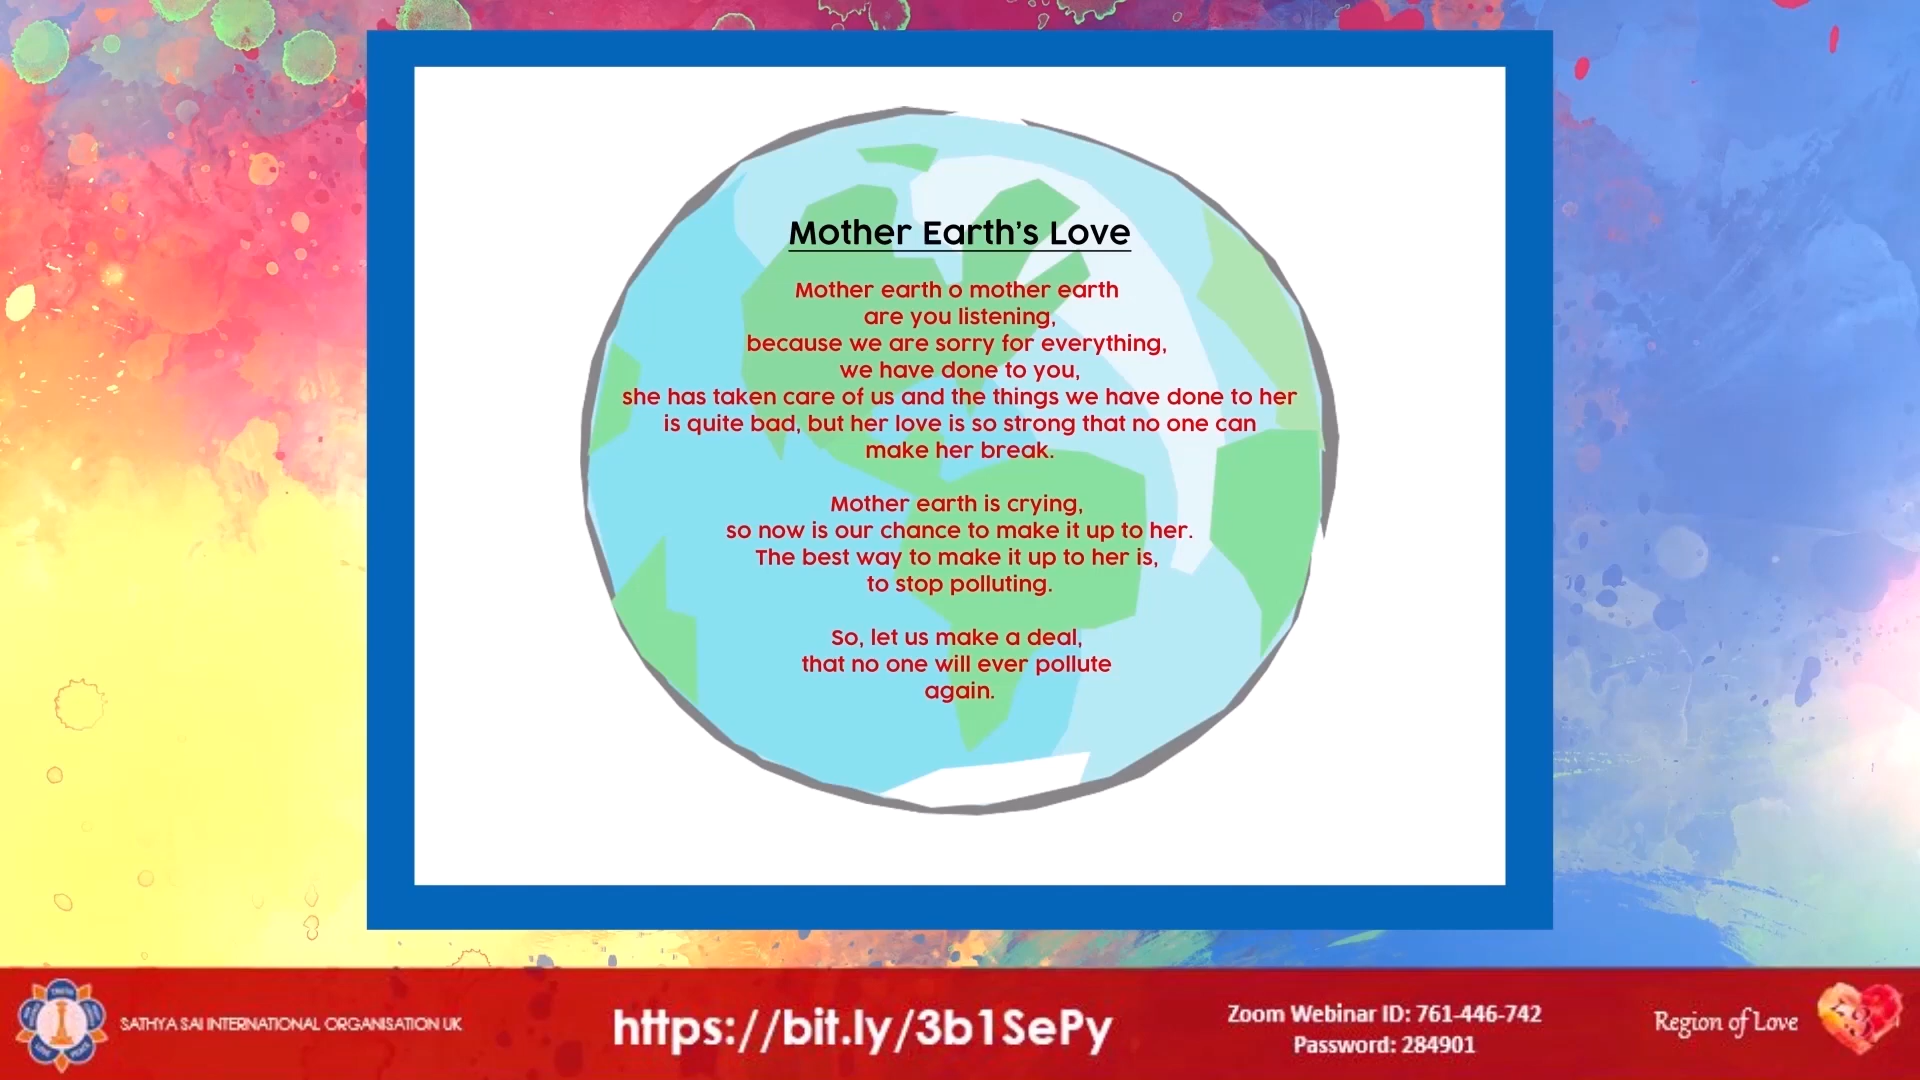 Mother Earth's Love
Mother earth o mother earth
are you listening,
because we are sorry for everything,
we have done to you,
she has taken care of us and the things we have done to her
is quite bad, but her love is so strong that no one can
make her break.
Mother earth is crying,
so now is our chance to make it up to her.
The best way to make it up to her is,
to stop polluting.
So, let us make a deal,
that no one will ever pollute
again.
SATHYA SAI INTERNATIONAL ORGANISATION UK
https://bit.ly/3b1SePy
Zoom Webinar ID: 761-446-742
Password: 284901
Region of Love